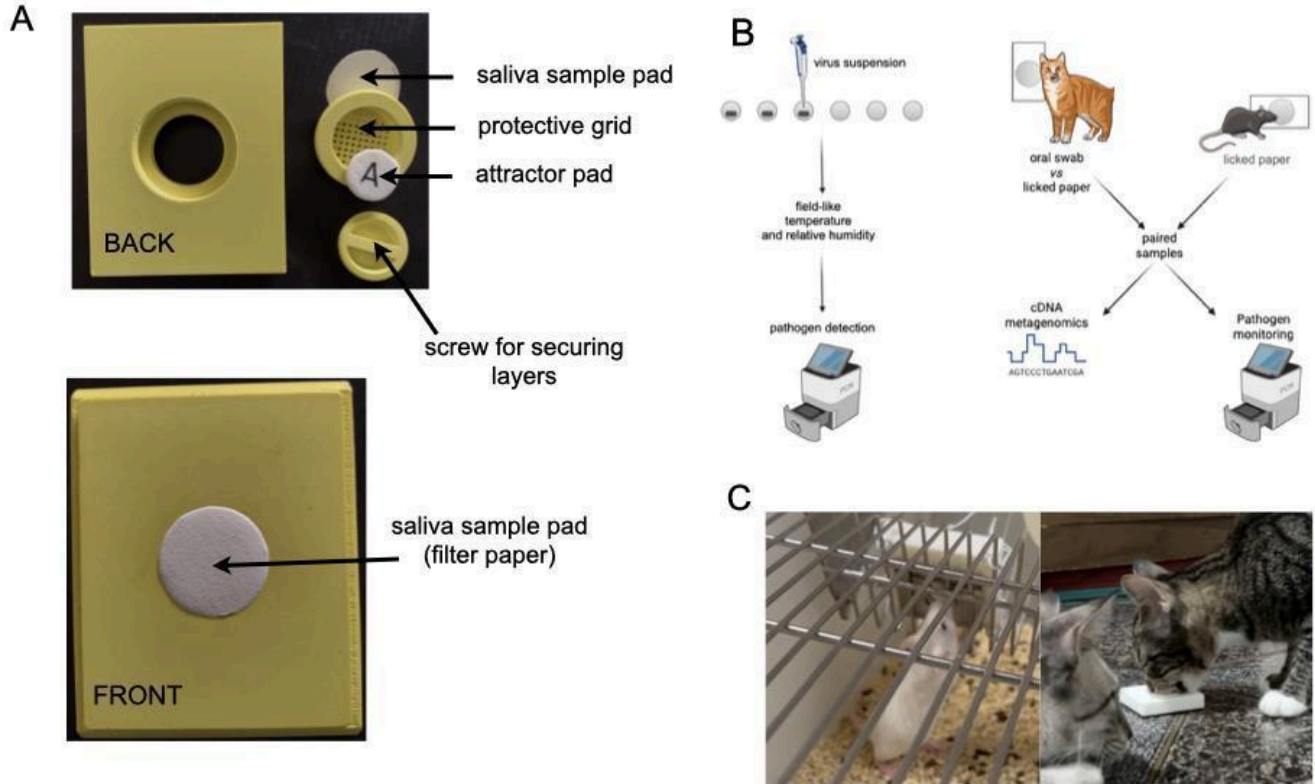 A
saliva sample pad
protective grid
A
attractor pad
BACK
screw for securing
layers
saliva sample pad
(filter paper)
FRONT
B
virus suspension
field-like
temperature
and relative humidity
pathogen detection
oral swab
vs
licked paper
licked paper
paired
samples
cDNA
metagenomics
AGTCCCTGAATCGA
Pathogen
monitoring
PCR
C